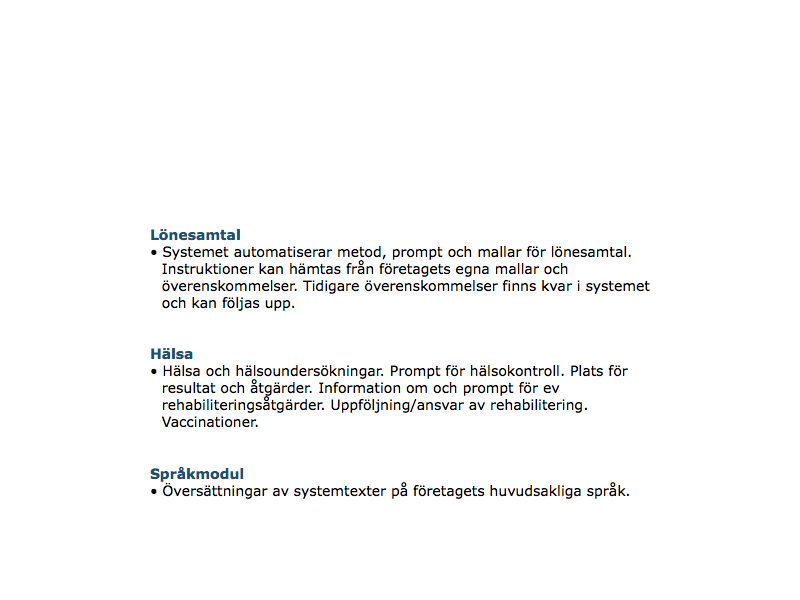 Lönesamtal
• Systemet automatiserar metod, prompt och mallar för lönesamtal.
Instruktioner kan hämtas från företagets egna mallar och
överenskommelser. Tidigare överenskommelser finns kvar i systemet
och kan följas upp.
Hälsa
• Hälsa och hälsoundersökningar. Prompt för hälsokontroll. Plats för
resultat och åtgärder. Information om och prompt för ev
rehabiliteringsåtgärder. Uppföljning/ansvar av rehabilitering.
Vaccinationer.
Språkmodul
• Översättningar av systemtexter på företagets huvudsakliga språk.